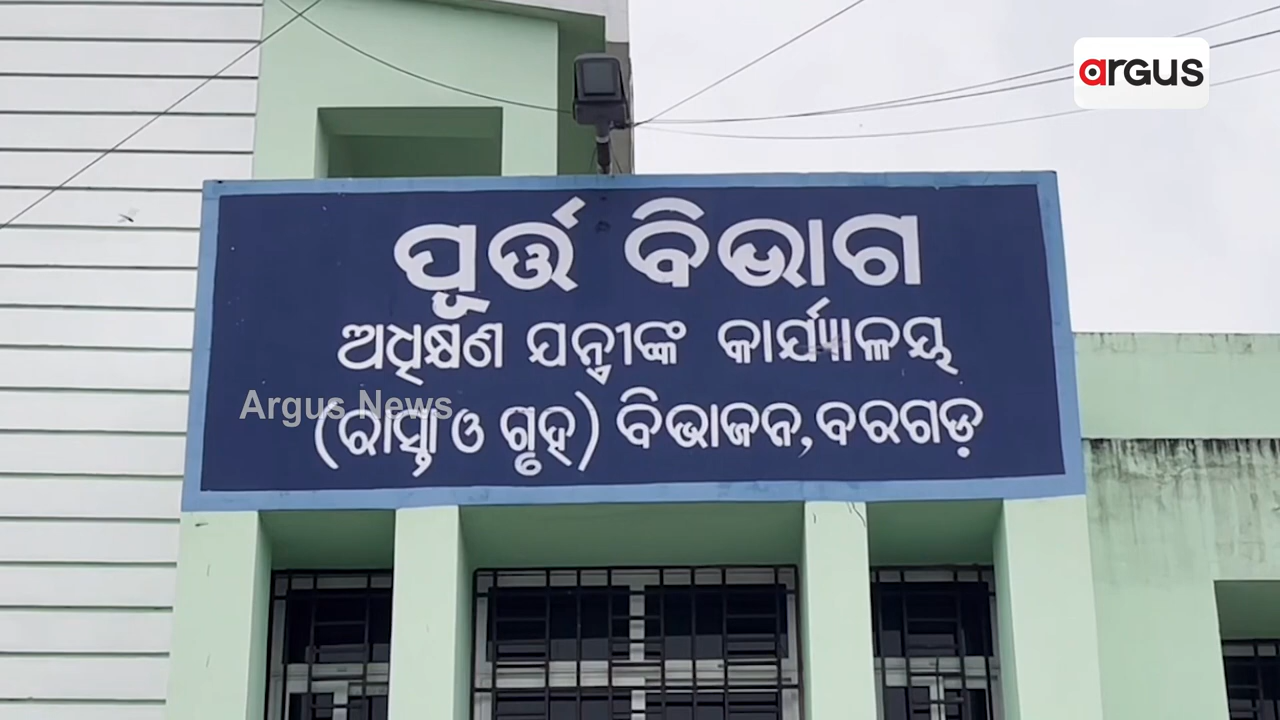 argus
ପୂର୍ତ୍ତ ବିଭାଗ
ଅଧିକ୍ଷଣ ଯନ୍ତ୍ରୀଙ୍କ କାର୍ଯ୍ୟାଳୟ
Argus News
(ରାସ୍ତା ଓ ଗୃହ) ବିଭାଜନ, ବରଗଡ଼